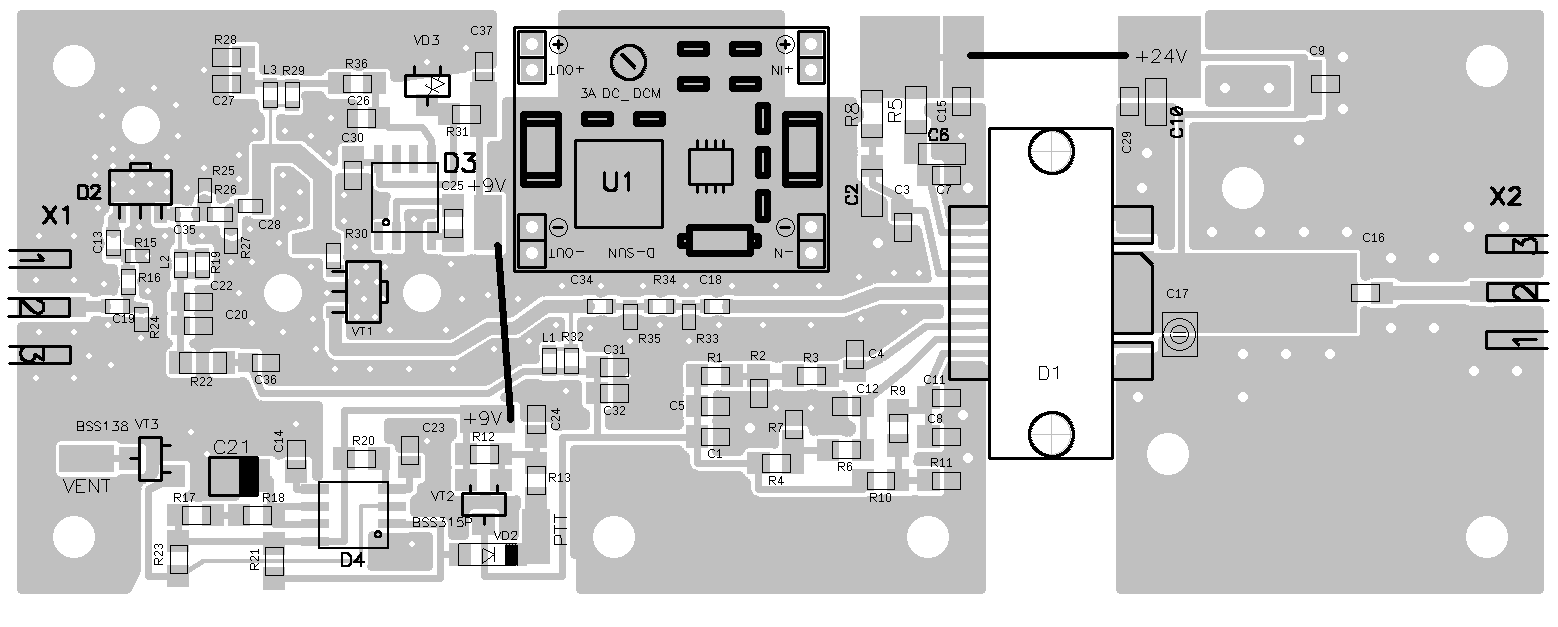 R28
VD3
C37
L3
R29
R36
C27
C26
C30
R31
D3
+9V
C25
+OUT
+IN
3A DC_DCM
U1
-OUT
D-SUN
-IN
R8
R5
C15
C6
C2
C3
C7
+24V
C9
C29
C10
D2
R25
R26
C35
C28
X1
1
2
3
C13
R15
R16
L2
R19
R27
C22
C20
C19
R24
R22
C36
R30
VT1
C34
R34
C18
R35
R33
L1
R32
C31
C32
+9V
C24
R1
R2
R3
C4
C5
C12
R9
C11
R7
C8
C1
R6
R4
R10
R11
D1
C17
C16
X2
3
2
1
BSS138
VT3
VENT
C21
C14
R20
C23
R12
R13
R17
R18
VT2
BSS315P
VD2
PTT
R23
R21
D4